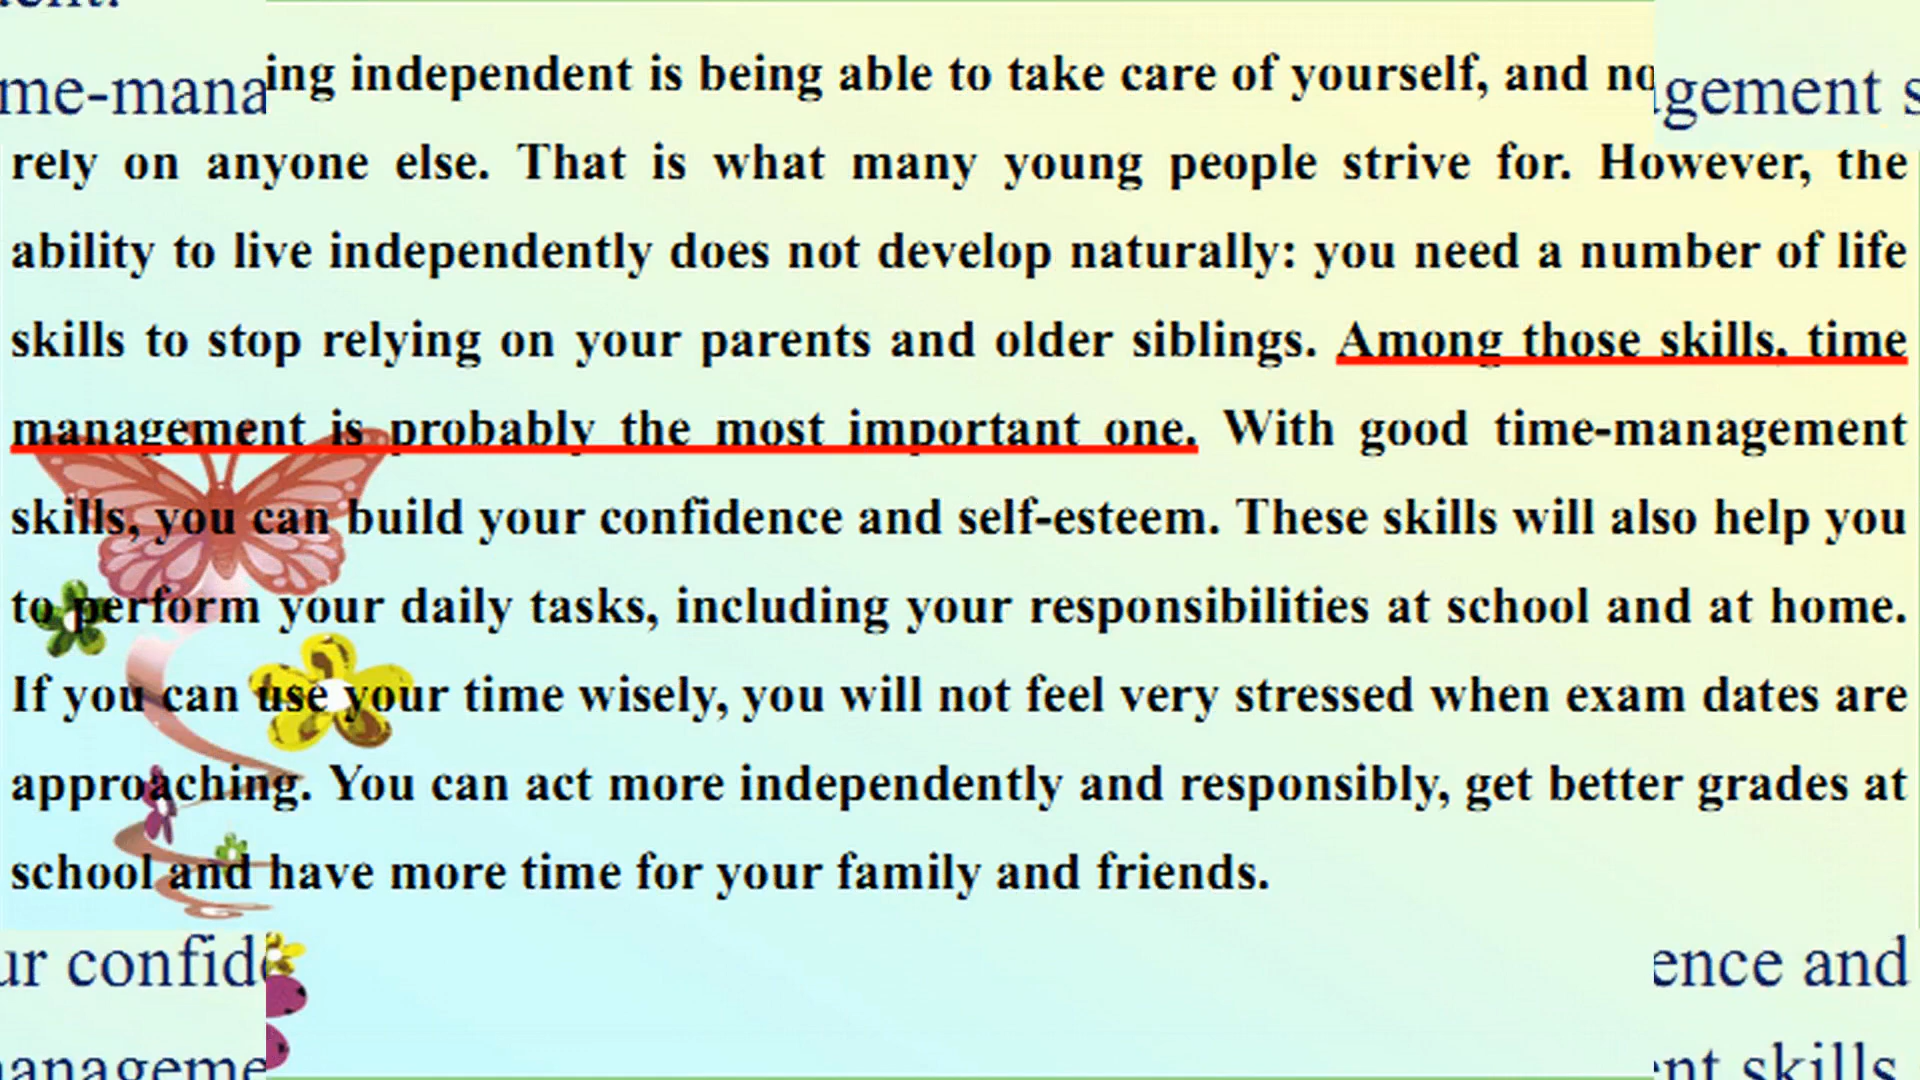 me-mana
ing independent is being able to take care of yourself, and no
gement s
rely on anyone else. That is what many young people strive for. However, the
ability to live independently does not develop naturally: you need a number of life
skills to stop relying on your parents and older siblings. Among those skills, time
management is probably the most important one. With good time-management
skills, you can build your confidence and self-esteem. These skills will also help you
to perform your daily tasks, including your responsibilities at school and at home.
If you can use your time wisely, you will not feel very stressed when exam dates are
approaching. You can act more independently and responsibly, get better grades at
school and have more time for your family and friends.
ur confide
ence and
manageme
nt skills